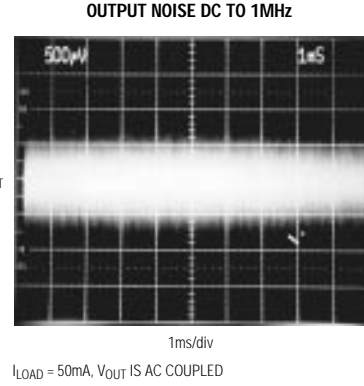 OUTPUT NOISE DC TO 1MHz
500μV 1mS
T
1ms/div
I_LOAD = 50mA, V_OUT IS AC COUPLED